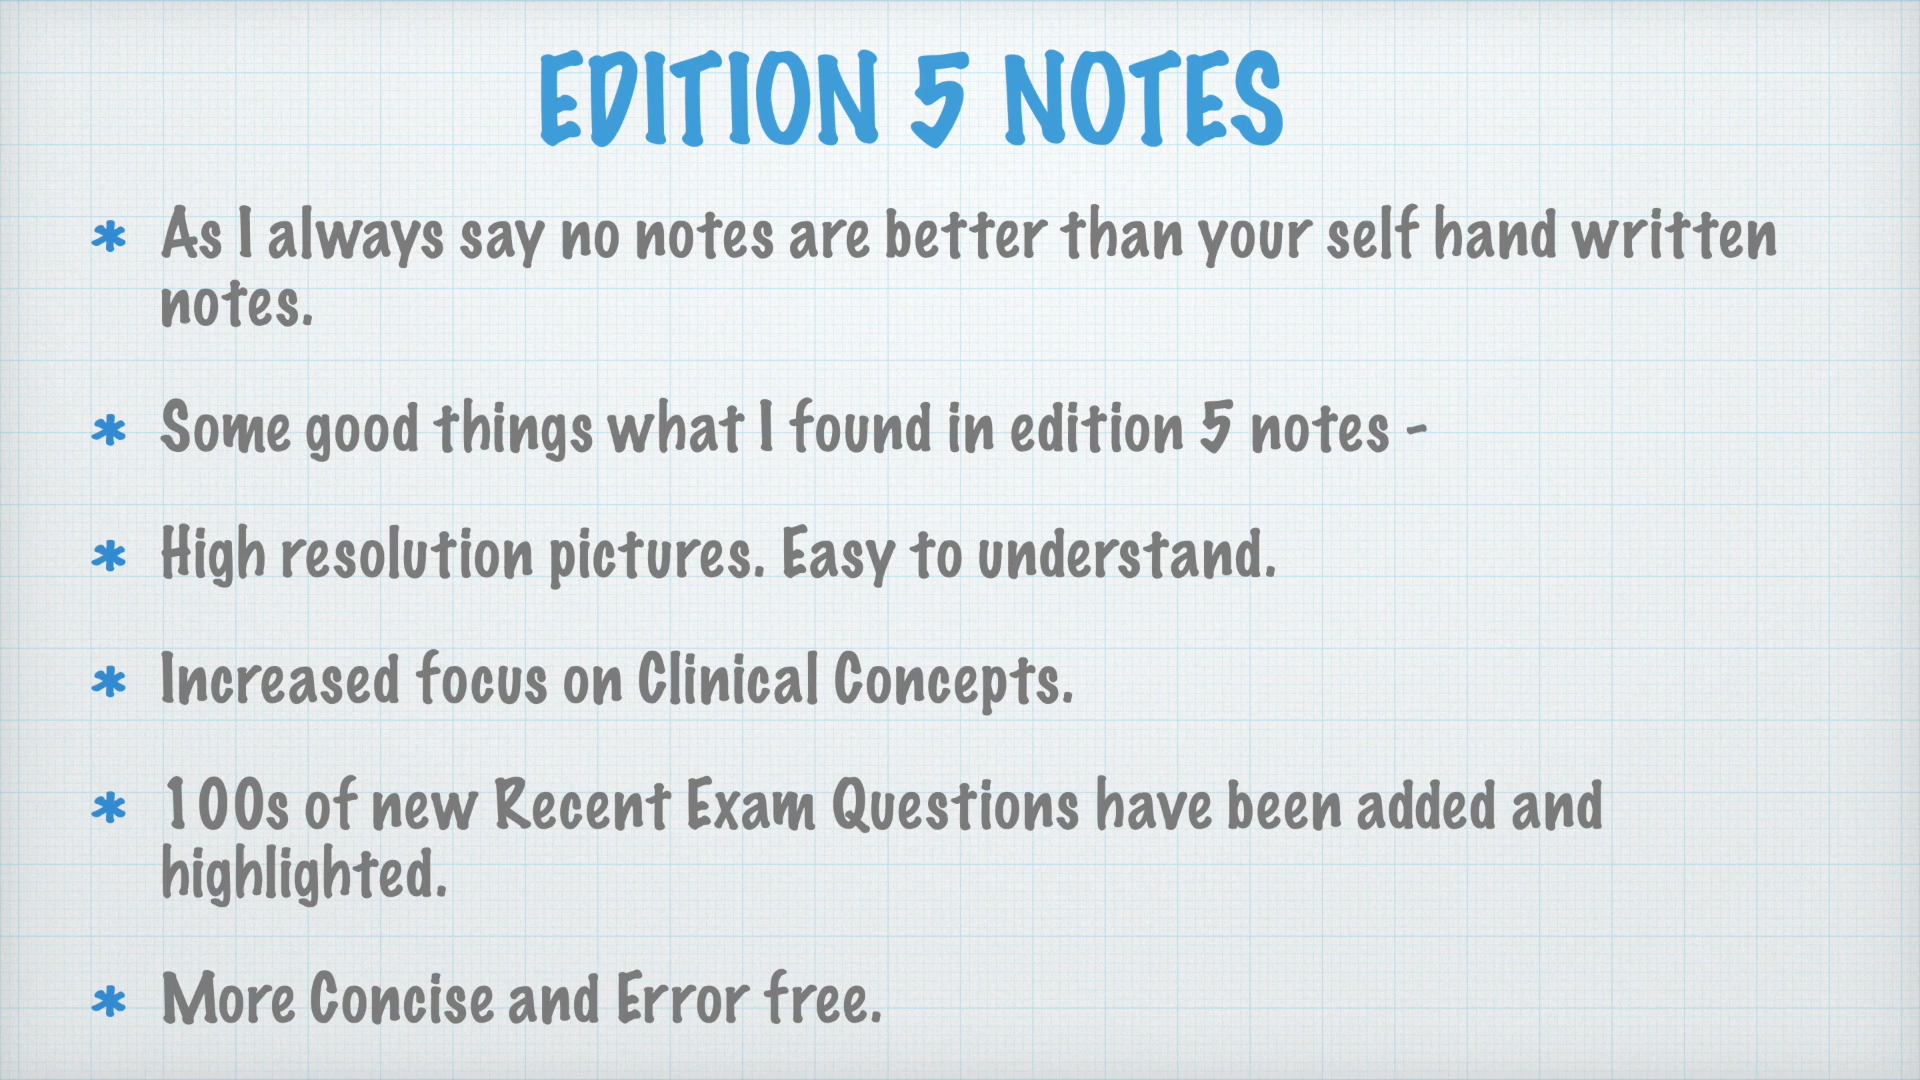 EDITION 5 NOTES
* As I always say no notes are better than your self hand written
notes.
* Some good things what I found in edition 5 notes -
* High resolution pictures. Easy to understand.
* Increased focus on Clinical Concepts.
* 100s of new Recent Exam Questions have been added and
highlighted.
* More Concise and Error free.